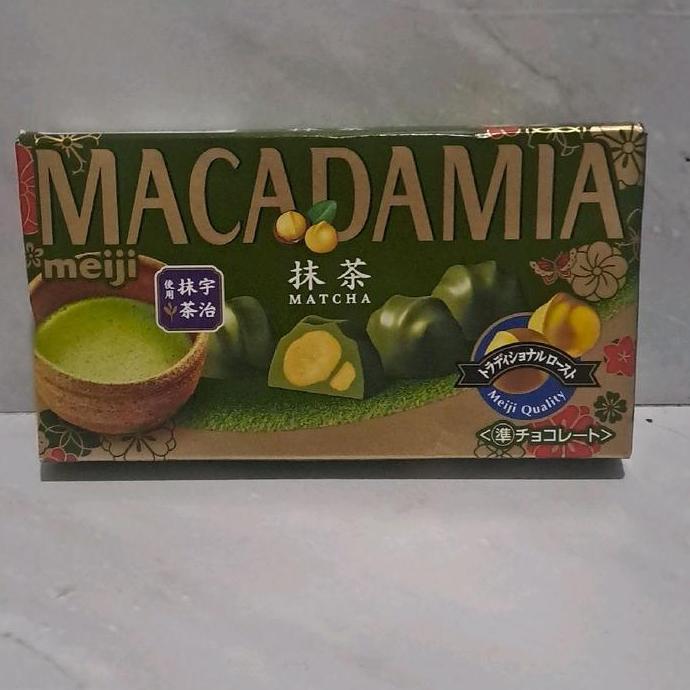 MACADAMIA
meiji
宇治
抹茶
使用
抹茶
MATCHA
トラディショナルロースト
Meiji Quality
<準チョコレート>